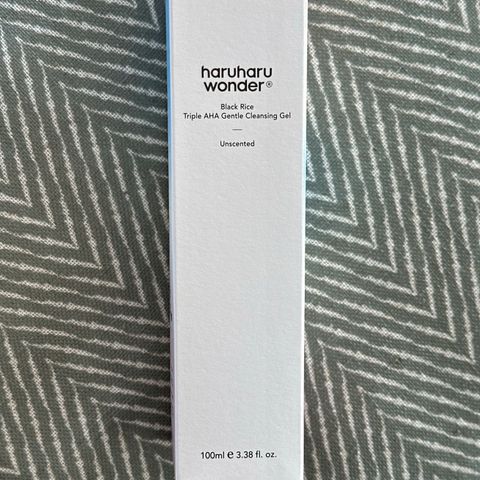 haruharu
wonder®
Black Rice
Triple AHA Gentle Cleansing Gel
—
Unscented
100ml ℮ 3.38 fl. oz.